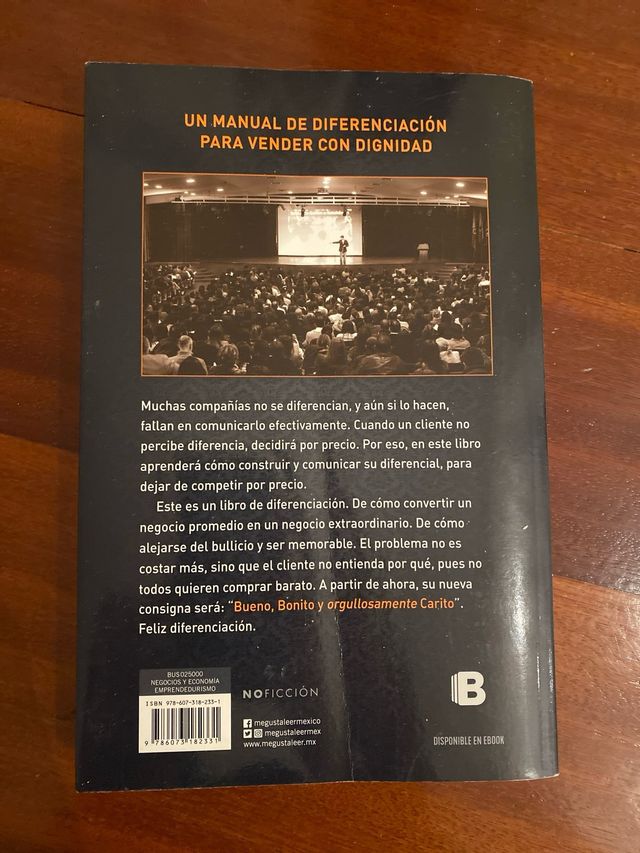 UN MANUAL DE DIFERENCIACIÓN
PARA VENDER CON DIGNIDAD
Muchas compañías no se diferencian, y aún si lo hacen,
fallan en comunicarlo efectivamente. Cuando un cliente no
percibe diferencia, decidirá por precio. Por eso, en este libro
aprenderá cómo construir y comunicar su diferencial, para
dejar de competir por precio.
Este es un libro de diferenciación. De cómo convertir un
negocio promedio en un negocio extraordinario. De cómo
alejarse del bullicio y ser memorable. El problema no es
costar más, sino que el cliente no entienda por qué, pues no
todos quieren comprar barato. A partir de ahora, su nueva
consigna será: “Bueno, Bonito y orgullosamente Carito”.
Feliz diferenciación.
BUS025000
NEGOCIOS Y ECONOMÍA
EMPRENDEDURISMO
ISBN 978-607-318-233-1
9 786073 182331
NOFICCIÓN
megustaleermexico
megustaleermex
www.megustaleer.mx
B
DISPONIBLE EN EBOOK